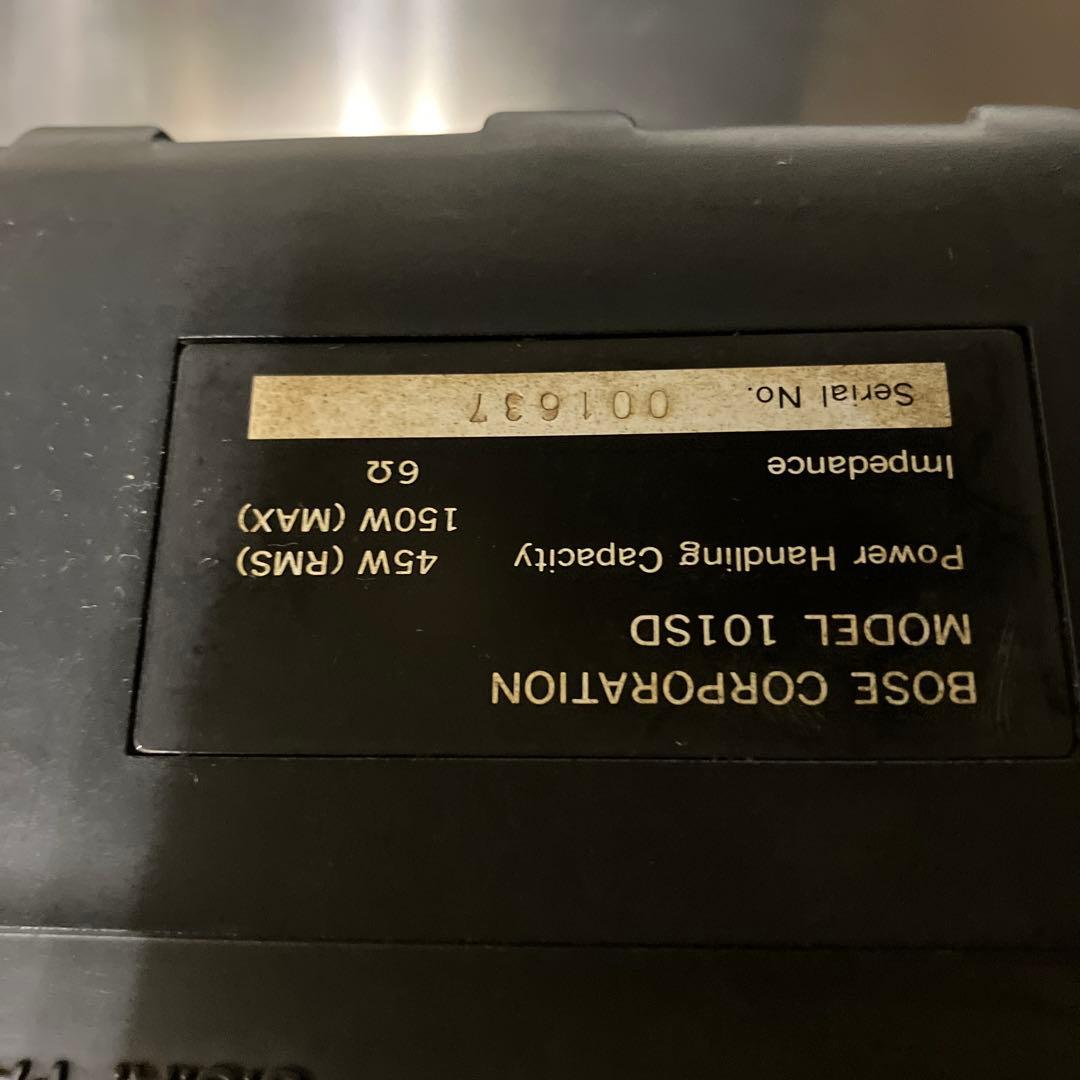 BOSE CORPORATION
MODEL 101SD
Power Handling Capacity 45W (RMS)
150W (MAX)
Impedance 6Ω
Serial No. 001637